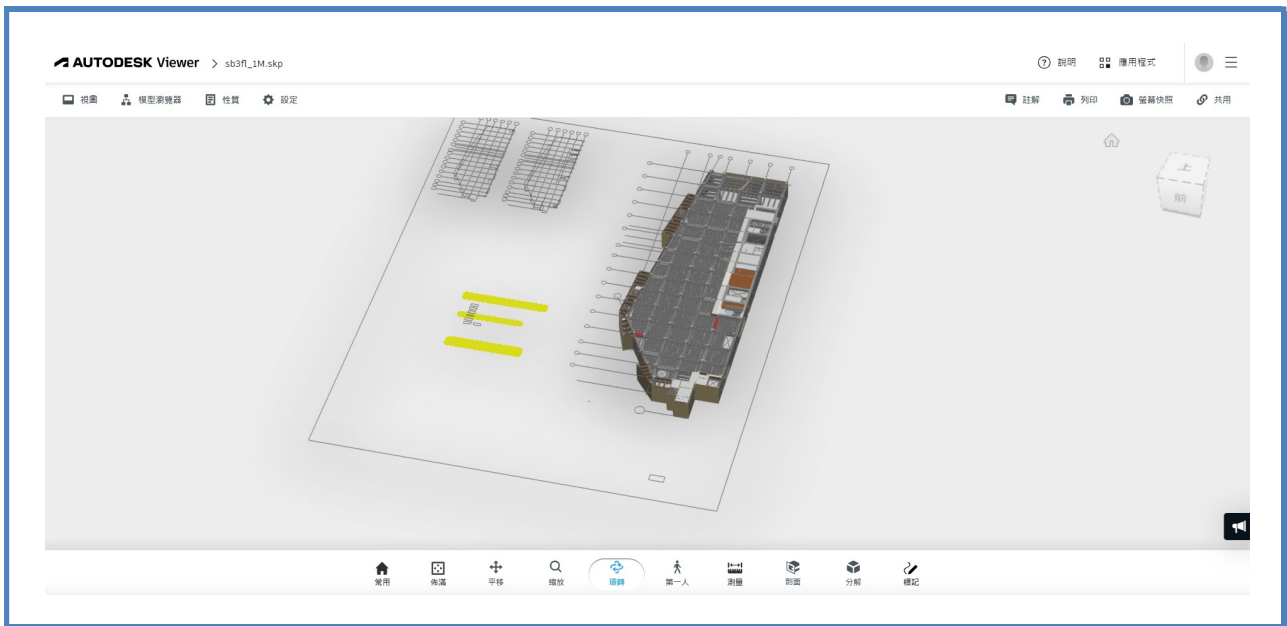 AUTODESK Viewer > sb3fl_1M.skp
說明
應用程式
視圖
模型瀏覽器
性質
設定
註解
列印
螢幕快照
共用
上
前
常用
佈滿
平移
縮放
環轉
第一人
測量
剖面
分解
標記